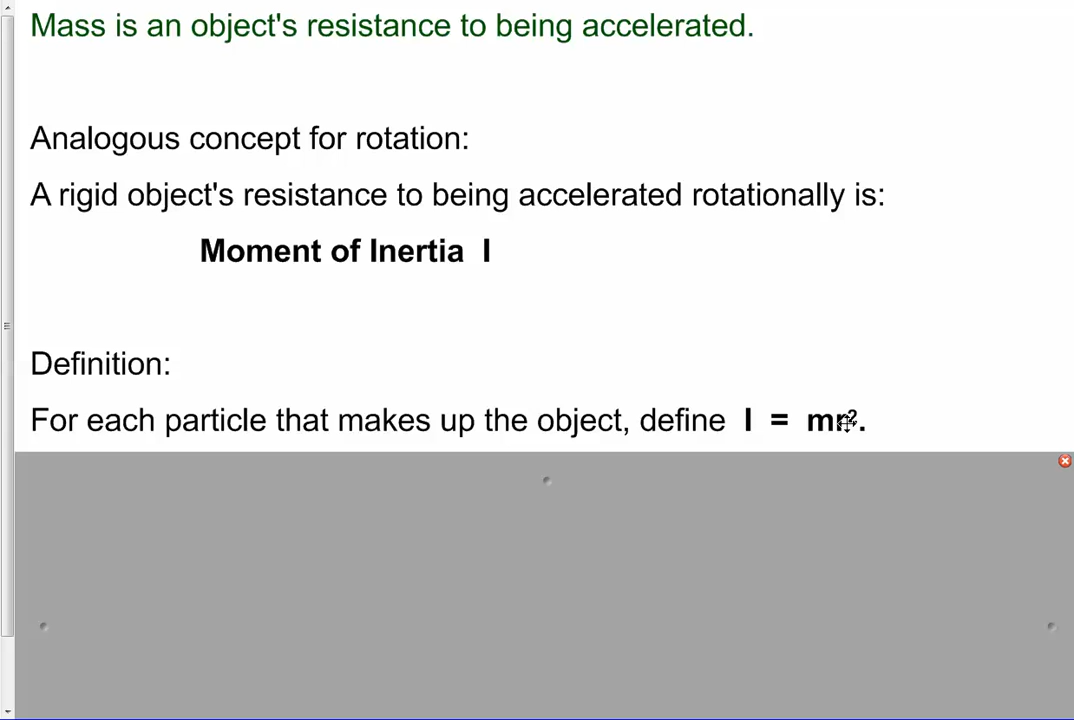 Mass is an object's resistance to being accelerated.
Analogous concept for rotation:
A rigid object's resistance to being accelerated rotationally is:
Moment of Inertia I
Definition:
For each particle that makes up the object, define I = mr².